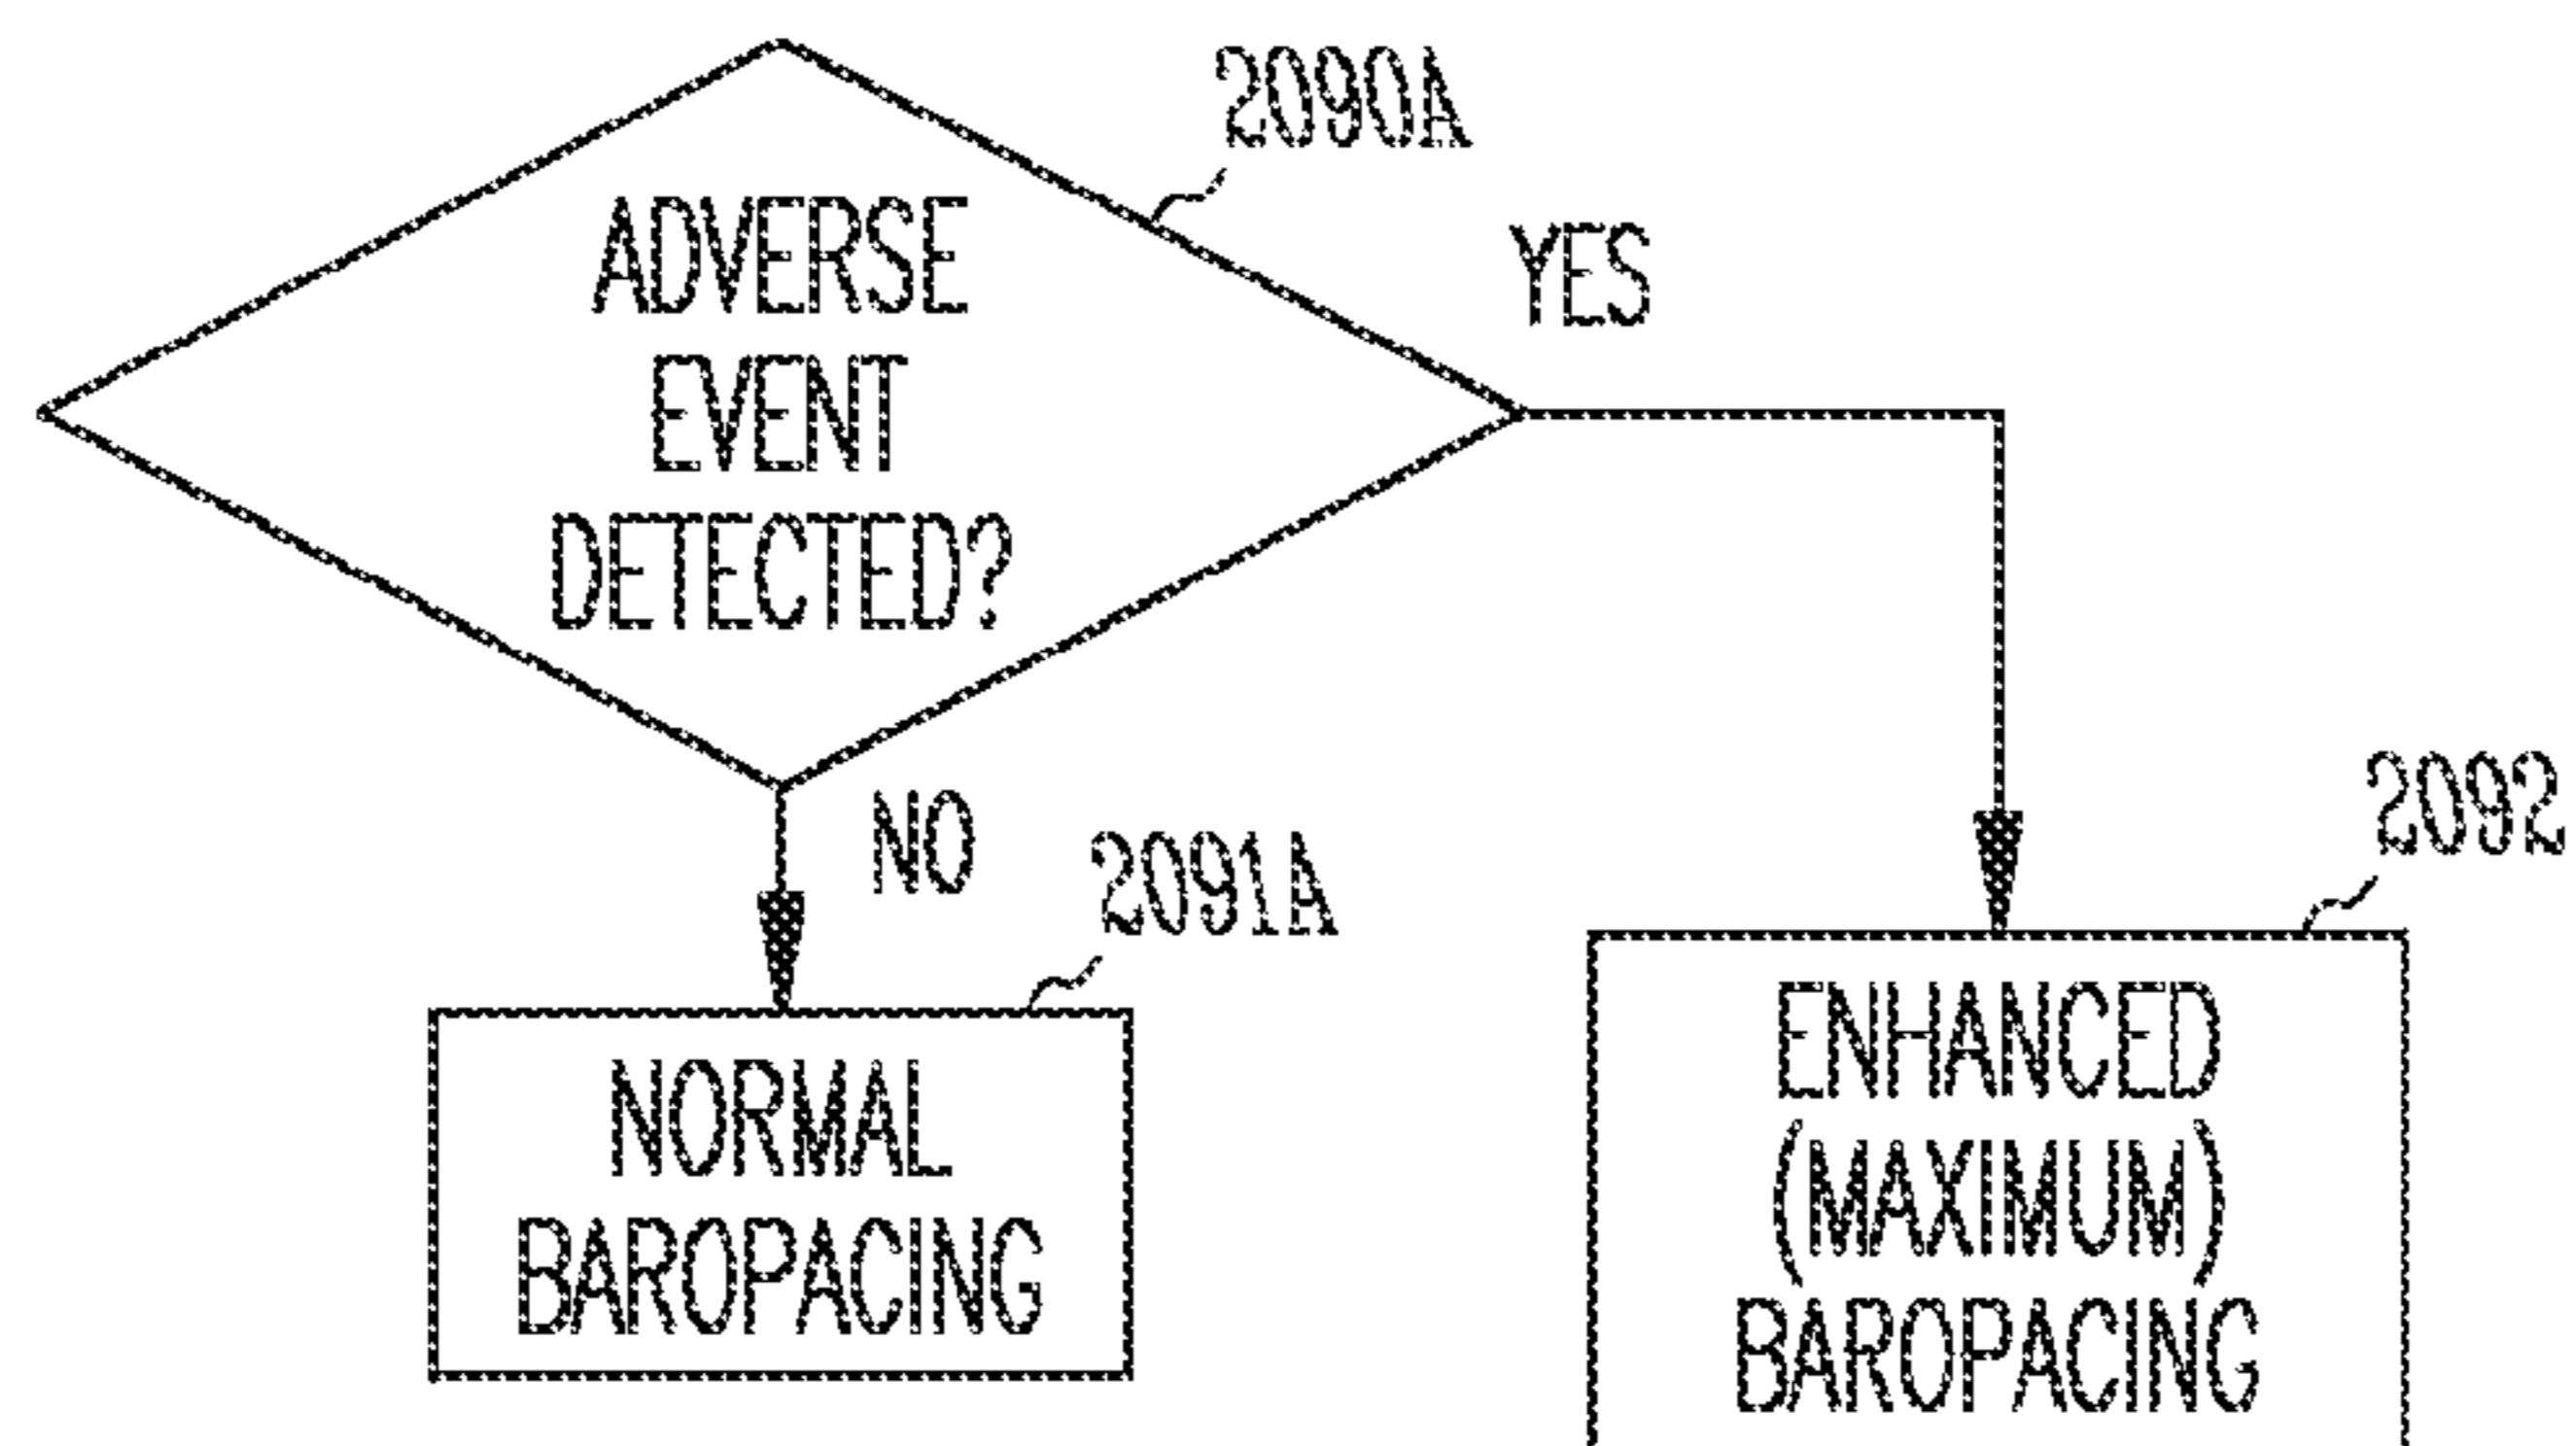 2090A
ADVERSE
EVENT
DETECTED?
YES
NO
2091A
NORMAL
BAROPACING
2092
ENHANCED
(MAXIMUM)
BAROPACING